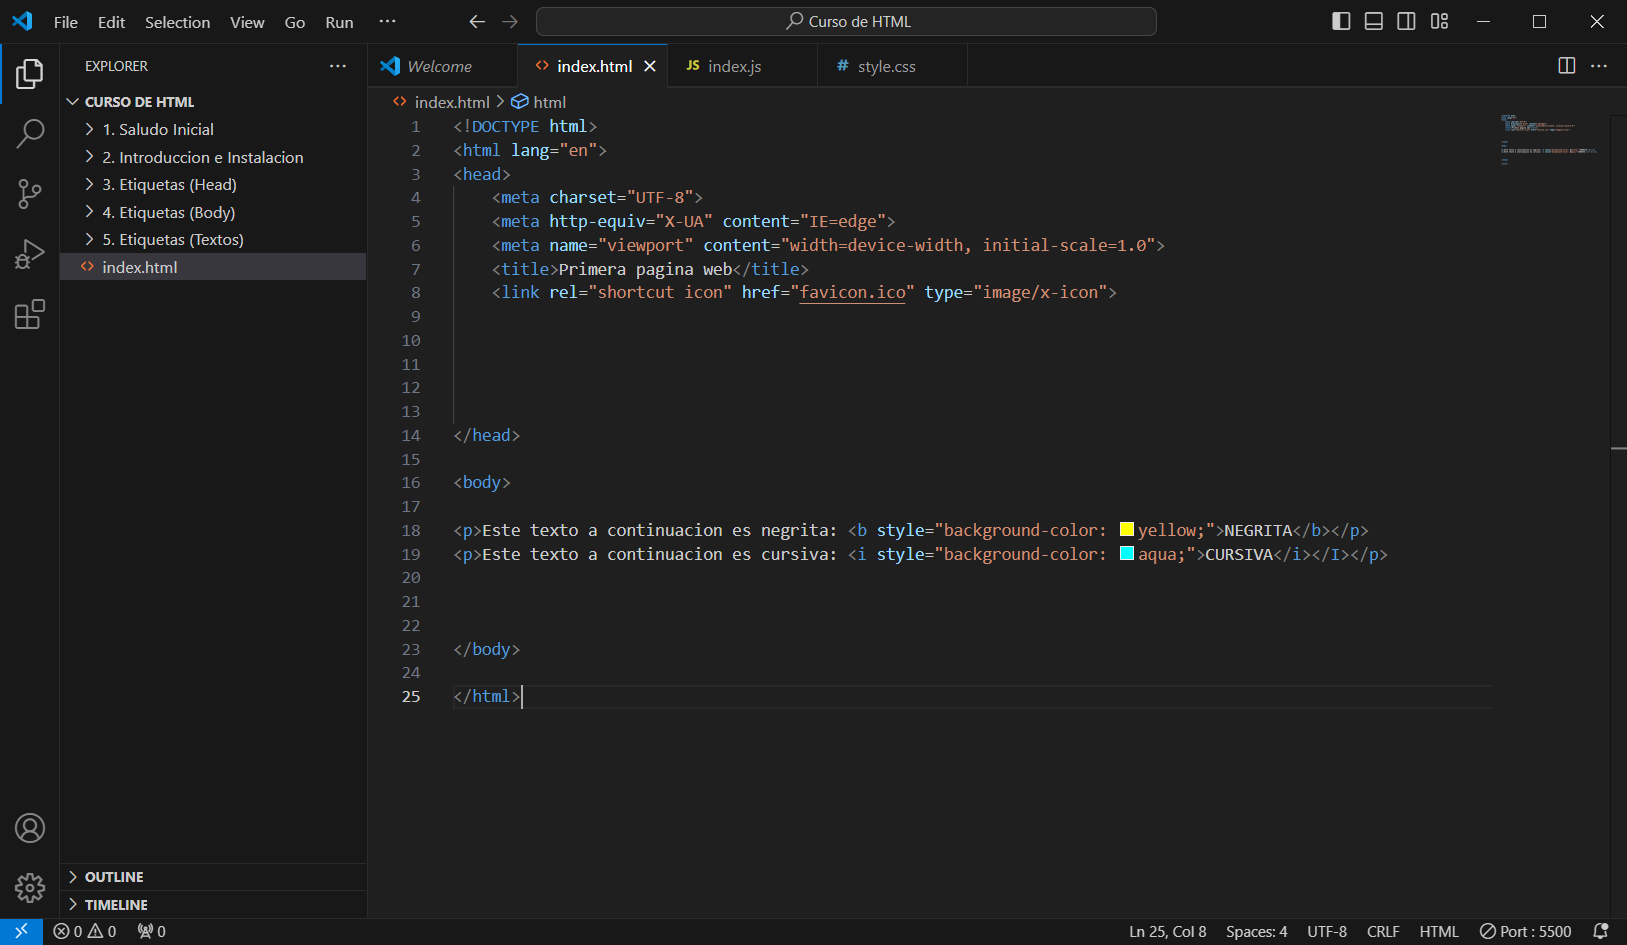 File Edit Selection View Go Run ··· Curso de HTML
EXPLORER ···
CURSO DE HTML
1. Saludo Inicial
2. Introduccion e Instalacion
3. Etiquetas (Head)
4. Etiquetas (Body)
5. Etiquetas (Textos)
<> index.html
OUTLINE
TIMELINE
Welcome <> index.html JS index.js # style.css
<> index.html > html
1 <!DOCTYPE html>
2 <html lang="en">
3 <head>
4 <meta charset="UTF-8">
5 <meta http-equiv="X-UA" content="IE=edge">
6 <meta name="viewport" content="width=device-width, initial-scale=1.0">
7 <title>Primera pagina web</title>
8 <link rel="shortcut icon" href="favicon.ico" type="image/x-icon">
9
10
11
12
13
14 </head>
15
16 <body>
17
18 <p>Este texto a continuacion es negrita: <b style="background-color: yellow;">NEGRITA</b></p>
19 <p>Este texto a continuacion es cursiva: <i style="background-color: aqua;">CURSIVA</i></I></p>
20
21
22
23 </body>
24
25 </html>
0 0 0 Ln 25, Col 8 Spaces: 4 UTF-8 CRLF HTML Port : 5500